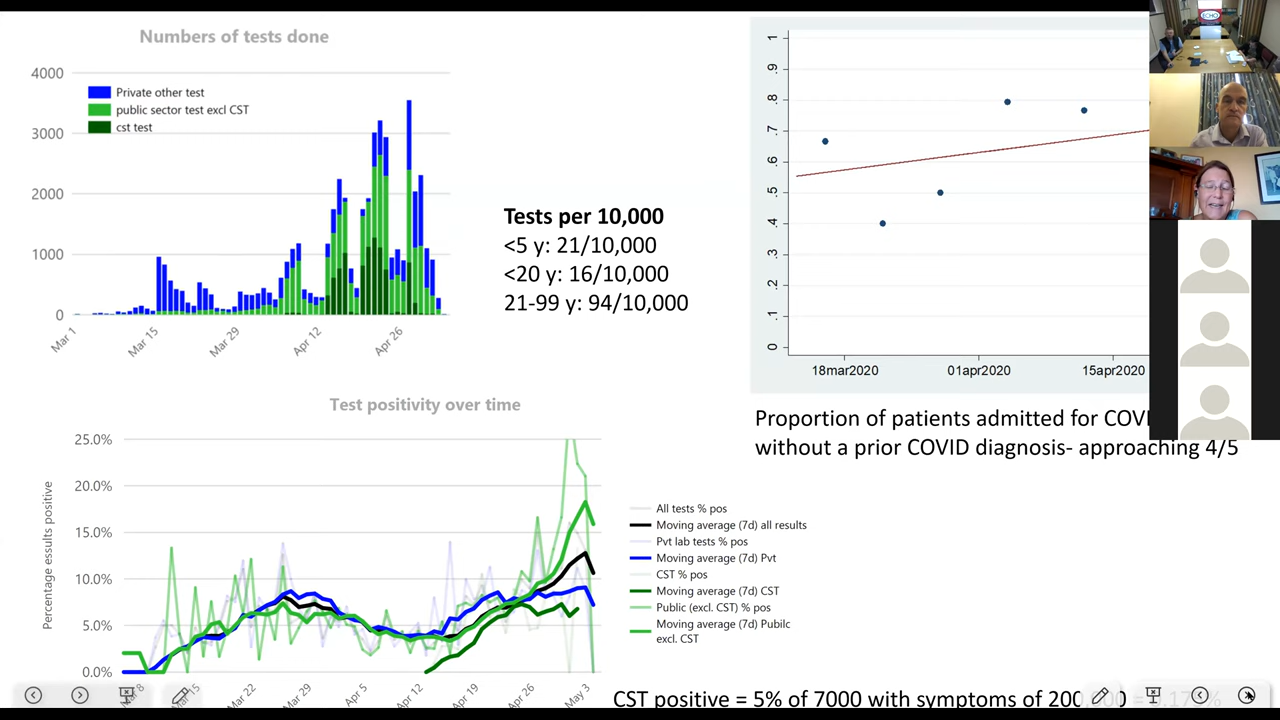 Numbers of tests done
4000
3000
2000
1000
0
Private other test
public sector test excl CST
cst test
Mar 1
Mar 15
Mar 29
Apr 12
Apr 26
Tests per 10,000
<5 y: 21/10,000
<20 y: 16/10,000
21-99 y: 94/10,000
1
.9
.8
.7
.6
.5
.4
.3
.2
.1
0
18mar2020
01apr2020
15apr2020
ECHO
Proportion of patients admitted for COVI
without a prior COVID diagnosis- approaching 4/5
Test positivity over time
Percentage essults positive
25.0%
20.0%
15.0%
10.0%
5.0%
0.0%
Mar 22
Mar 29
Apr 5
Apr 12
Apr 19
Apr 26
May 3
All tests % pos
Moving average (7d) all results
Pvt lab tests % pos
Moving average (7d) Pvt
CST % pos
Moving average (7d) CST
Public (excl. CST) % pos
Moving average (7d) Pubilc
excl. CST
CST positive = 5% of 7000 with symptoms of 200